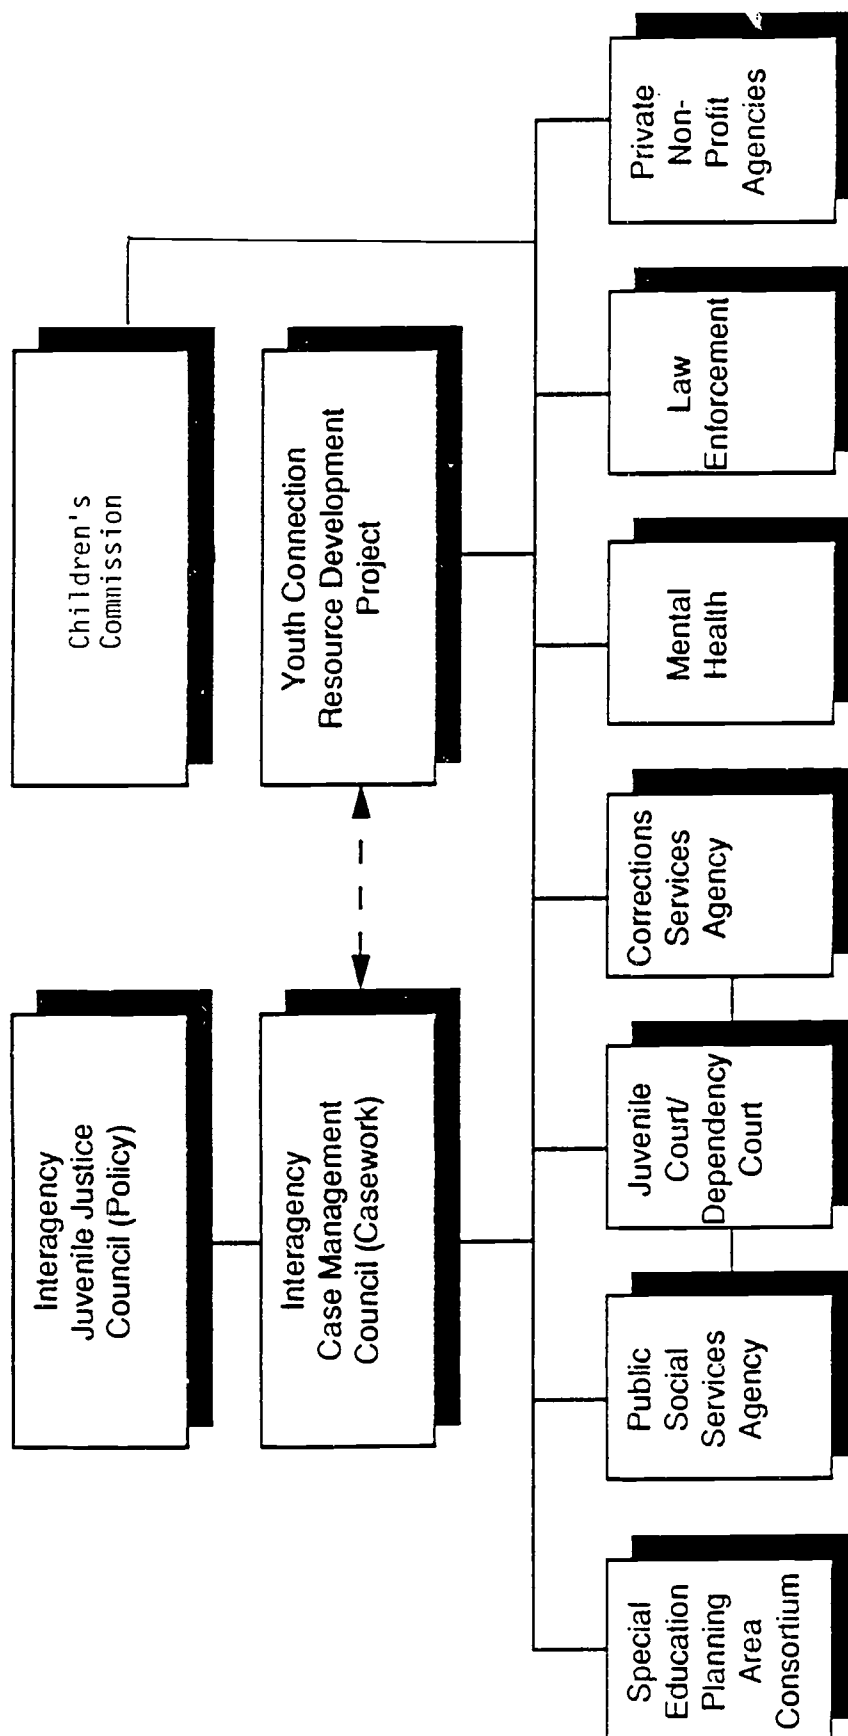 Interagency
Juvenile Justice
Council (Policy)
Children's
Commission
Interagency
Case Management
Council (Casework)
Youth Connection
Resource Development
Project
Special
Education
Planning
Area
Consortium
Public
Social
Services
Agency
Juvenile
Court/
Dependency
Court
Corrections
Services
Agency
Mental
Health
Law
Enforcement
Private
Non-
Profit
Agencies